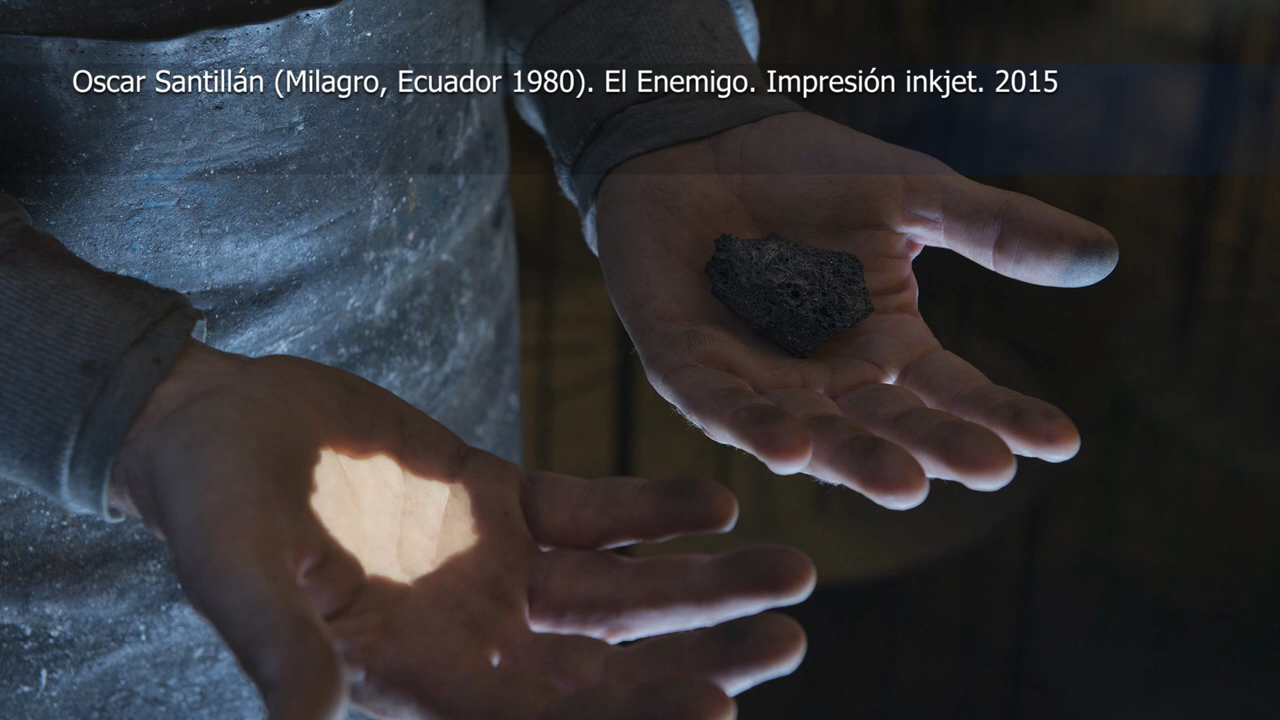 Oscar Santillán (Milagro, Ecuador 1980). El Enemigo. Impresión inkjet. 2015